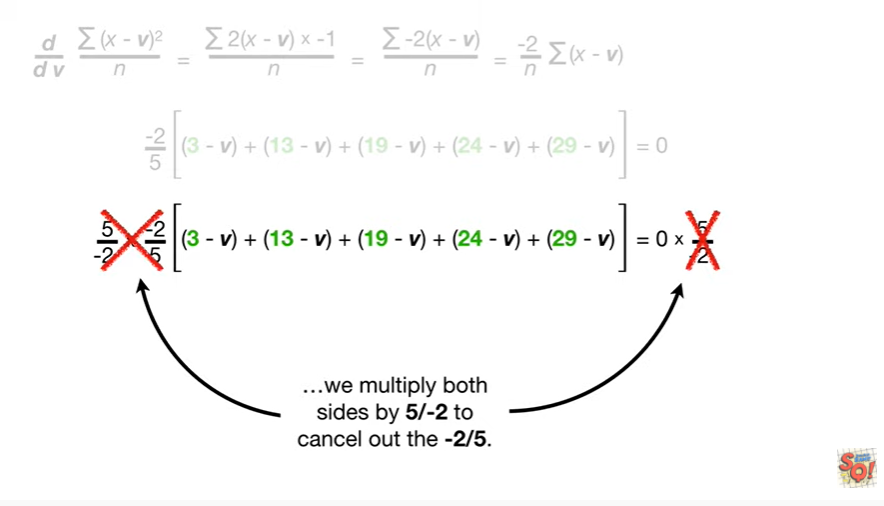 d/dv ∑(x - v)²/n = ∑2(x - v) × -1/n = ∑-2(x - v)/n = -2/n ∑(x - v)
-2/5 [(3 - v) + (13 - v) + (19 - v) + (24 - v) + (29 - v)] = 0
5/-2 × -2/5 [(3 - v) + (13 - v) + (19 - v) + (24 - v) + (29 - v)] = 0 × 5/-2
…we multiply both
sides by 5/-2 to
cancel out the -2/5.
SQ!